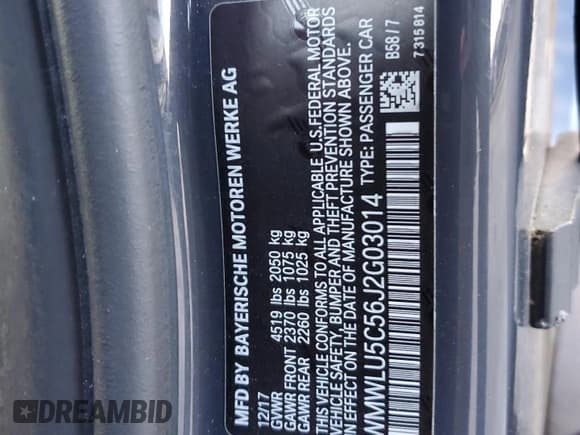 MFD BY BAYERISCHE MOTOREN WERKE AG
12/17
GVWR 4519 lbs 2050 kg
GAWR FRONT 2370 lbs 1075 kg
GAWR REAR 2260 lbs 1025 kg
THIS VEHICLE CONFORMS TO ALL APPLICABLE U.S.FEDERAL MOTOR
VEHICLE SAFETY, BUMPER AND THEFT PREVENTION STANDARDS
IN EFFECT ON THE DATE OF MANUFACTURE SHOWN ABOVE.
WMWLU5C56J2G03014 TYPE: PASSENGER CAR
B58/7
7315814
DREAMBID